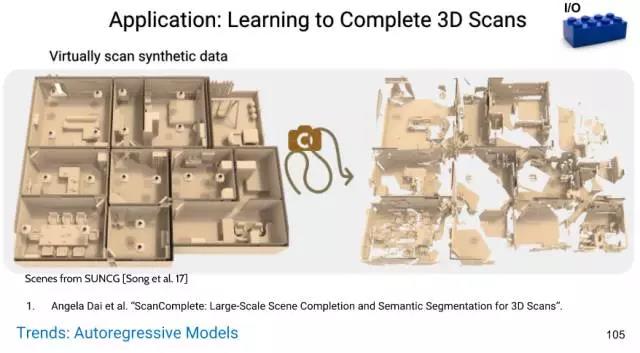 Application: Learning to Complete 3D Scans
I/O
Virtually scan synthetic data
Scenes from SUNCG [Song et al. 17]
1. Angela Dai et al. “ScanComplete: Large-Scale Scene Completion and Semantic Segmentation for 3D Scans”.
Trends: Autoregressive Models
105